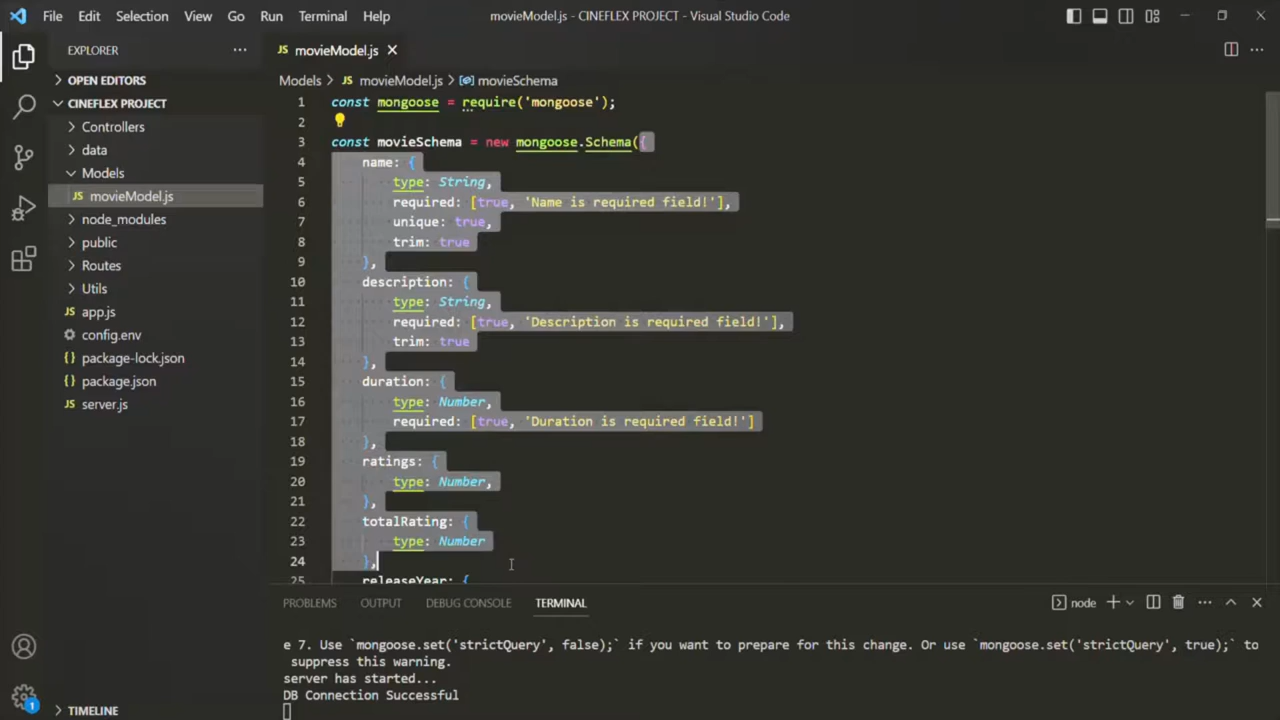 File Edit Selection View Go Run Terminal Help movieModel.js - CINEFLEX PROJECT - Visual Studio Code
EXPLORER
OPEN EDITORS
CINEFLEX PROJECT
Controllers
data
Models
JS movieModel.js
node_modules
public
Routes
Utils
JS app.js
config.env
{} package-lock.json
{} package.json
JS server.js
TIMELINE
1
JS movieModel.js
Models > JS movieModel.js > movieSchema
1 const mongoose = require('mongoose');
2
3 const movieSchema = new mongoose.Schema({
4 name: {
5 type: String,
6 required: [true, 'Name is required field!'],
7 unique: true,
8 trim: true
9 },
10 description: {
11 type: String,
12 required: [true, 'Description is required field!'],
13 trim: true
14 },
15 duration: {
16 type: Number,
17 required: [true, 'Duration is required field!']
18 },
19 ratings: {
20 type: Number,
21 },
22 totalRating: {
23 type: Number
24 },
25 releaseYear: {
PROBLEMS OUTPUT DEBUG CONSOLE TERMINAL node
e 7. Use `mongoose.set('strictQuery', false);` if you want to prepare for this change. Or use `mongoose.set('strictQuery', true);` to
suppress this warning.
server has started...
DB Connection Successful